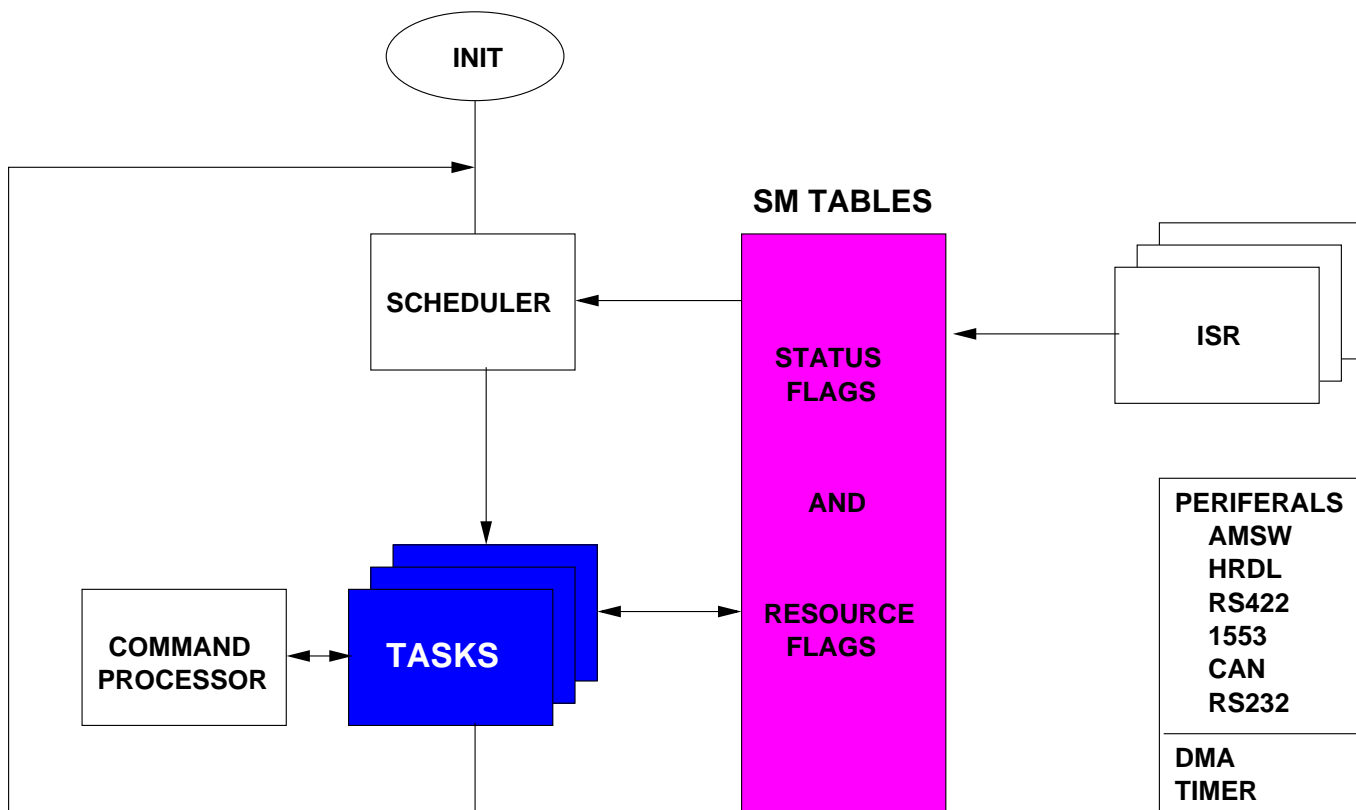 INIT
SM TABLES
SCHEDULER
STATUS
FLAGS
AND
RESOURCE
FLAGS
ISR
COMMAND
PROCESSOR
TASKS
PERIFERALS
AMSW
HRDL
RS422
1553
CAN
RS232
DMA
TIMER